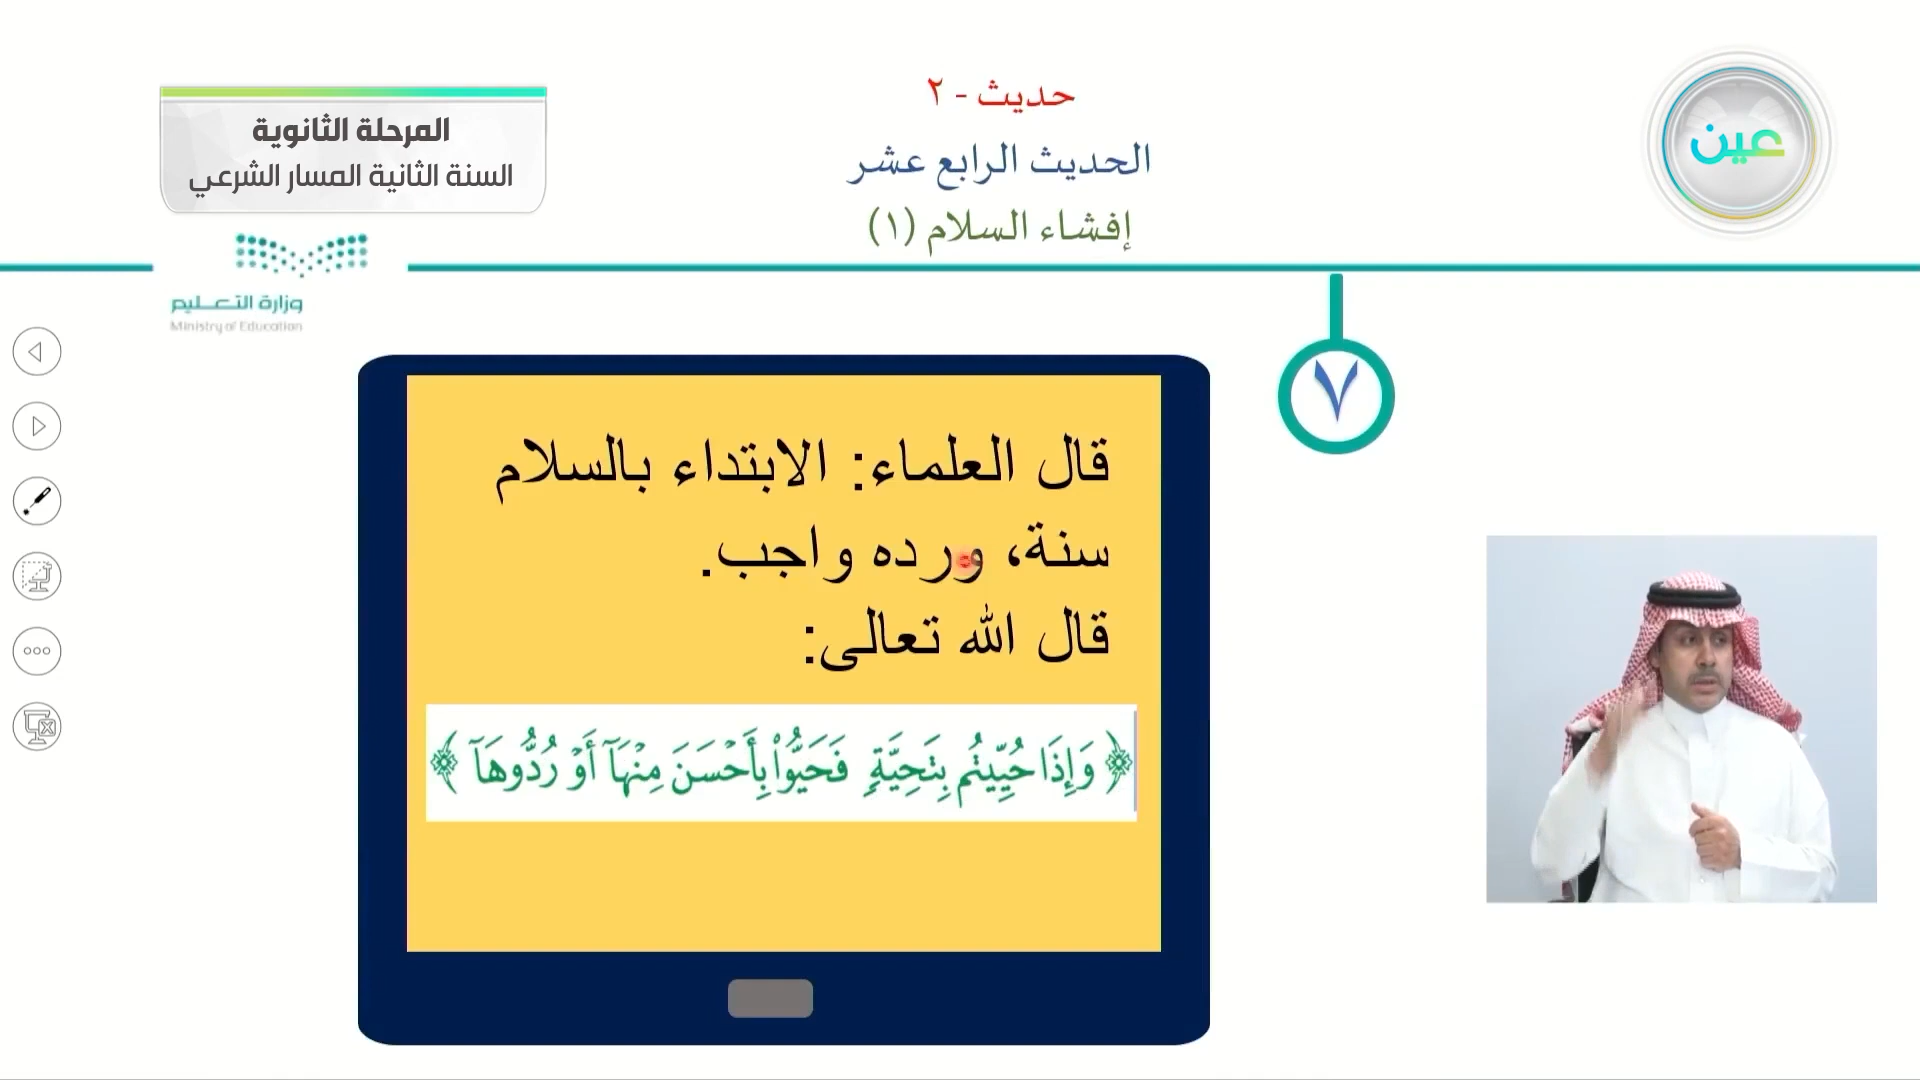 حديث - ٢
الحديث الرابع عشر
إفشاء السلام (١)
عين
المرحلة الثانوية
السنة الثانية المسار الشرعي
وزارة التعليم
Ministry of Education
٧
قال العلماء: الابتداء بالسلام
سنة، ورده واجب.
قال الله تعالى:
﴿ وَإِذَا حُيِّيتُم بِتَحِيَّةٍ فَحَيُّوا۟ بِأَحْسَنَ مِنْهَآ أَوْ رُدُّوهَآ ﴾